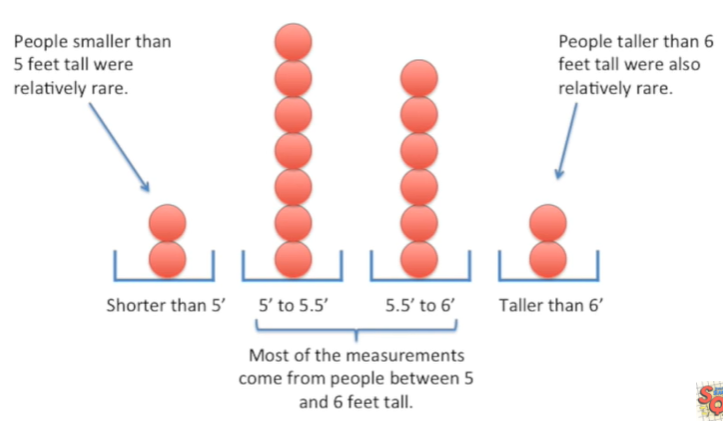 People smaller than
5 feet tall were
relatively rare.
People taller than 6
feet tall were also
relatively rare.
Shorter than 5′
5′ to 5.5′
5.5′ to 6′
Taller than 6′
Most of the measurements
come from people between 5
and 6 feet tall.